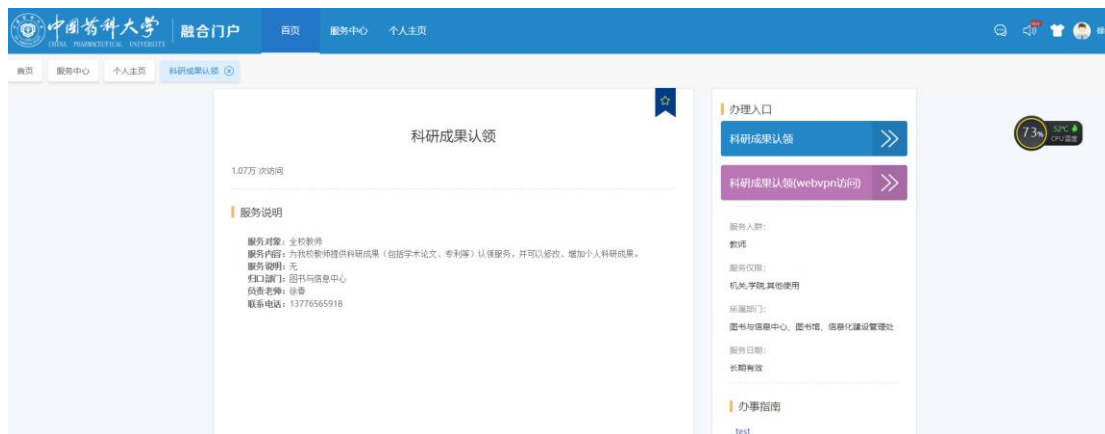 中国药科大学
CHINA PHARMACEUTICAL UNIVERSITY
融合门户
首页
服务中心
个人主页
首页
服务中心
个人主页
科研成果认领
科研成果认领
1.07万 次访问
服务说明
服务对象：全校教师
服务内容：为我校教师提供科研成果（包括学术论文、专利等）认领服务，并可以修改、增加个人科研成果。
服务说明：无
归口部门：图书与信息中心
负责老师：徐春
联系电话：13776565918
办理入口
科研成果认领
科研成果认领(webvpn访问)
服务人群：
教师
服务仅限：
机关,学院,其他使用
所属部门：
图书与信息中心、图书馆、信息化建设管理处
服务日期：
长期有效
办事指南
test
73%
52℃
CPU温度